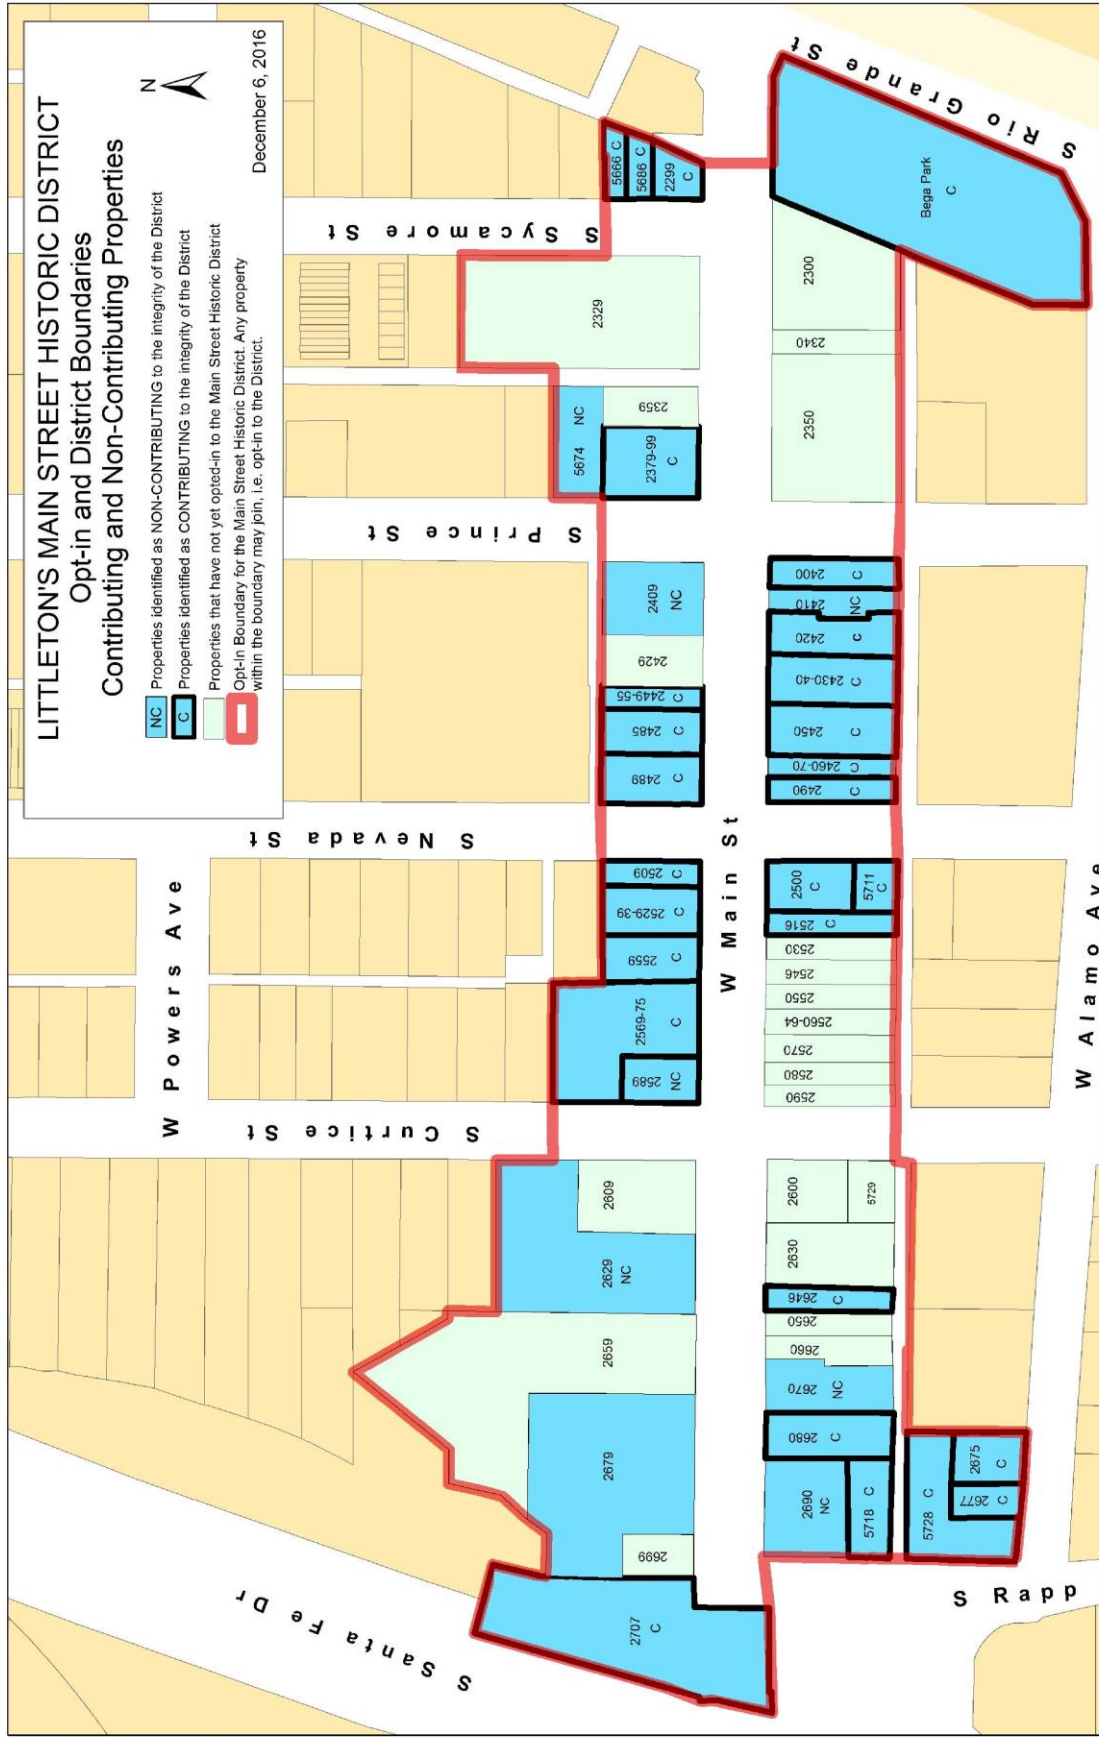 LITTLETON'S MAIN STREET HISTORIC DISTRICT
Opt-in and District Boundaries
Contributing and Non-Contributing Properties
N
NC Properties identified as NON-CONTRIBUTING to the integrity of the District
C Properties identified as CONTRIBUTING to the integrity of the District
Properties that have not yet opted-in to the Main Street Historic District
Opt-In Boundary for the Main Street Historic District. Any property
within the boundary may join, i.e. opt-in to the District.
December 6, 2016
W Powers Ave
S Santa Fe Dr
S Curtice St
S Nevada St
S Prince St
S Sycamore St
S Rio Grande St
W Main St
W Alamo Ave
S Rapp
2707
C
2699
2679
2659
2629
NC
2609
2589
NC
2569-75
C
2559
C
2529-39
C
2509
C
2489
C
2485
C
2449-55
C
2429
2409
NC
5674 NC
2379-99
C
2359
2329
5666 C
5686 C
2299
C
2690
NC
5718 C
2680
C
2670
NC
2660
2650
2646
C
2630
2600
5729
5728 C
2677 C
2675
C
2590
2580
2570
2560-64
2550
2546
2530
2516 C
2500
C
5711
C
2490
C
2460-70 C
2450
C
2430-40 C
2420
C
2410 NC
2400
C
2350
2340
2300
Bega Park
C